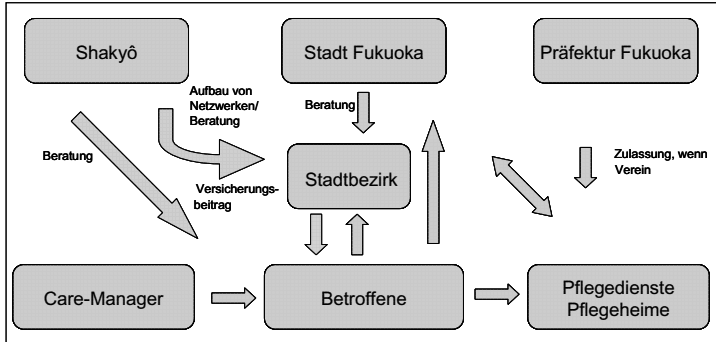 Shakyô
Stadt Fukuoka
Präfektur Fukuoka
Aufbau von
Netzwerken/
Beratung
Beratung
Beratung
Zulassung, wenn
Verein
Versicherungs-
beitrag
Stadtbezirk
Care-Manager
Betroffene
Pflegedienste
Pflegeheime